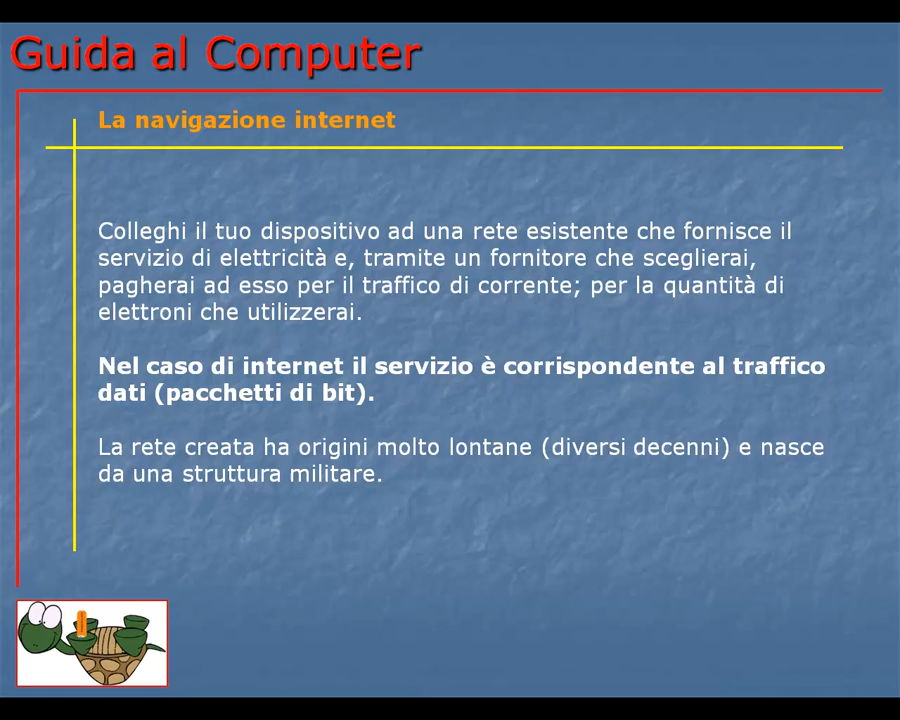 Guida al Computer
La navigazione internet
Colleghi il tuo dispositivo ad una rete esistente che fornisce il
servizio di elettricità e, tramite un fornitore che sceglierai,
pagherai ad esso per il traffico di corrente; per la quantità di
elettroni che utilizzerai.
Nel caso di internet il servizio è corrispondente al traffico
dati (pacchetti di bit).
La rete creata ha origini molto lontane (diversi decenni) e nasce
da una struttura militare.